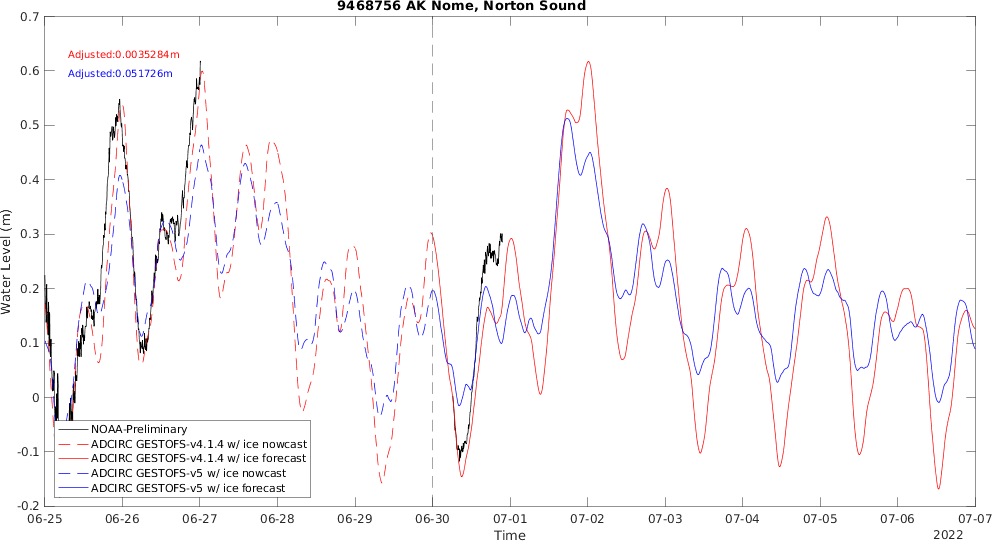 9468756 AK Nome, Norton Sound
0.7
0.6
0.5
0.4
0.3
0.2
0.1
0
-0.1
-0.2
Water Level (m)
Adjusted:0.0035284m
Adjusted:0.051726m
NOAA-Preliminary
ADCIRC GESTOFS-v4.1.4 w/ ice nowcast
ADCIRC GESTOFS-v4.1.4 w/ ice forecast
ADCIRC GESTOFS-v5 w/ ice nowcast
ADCIRC GESTOFS-v5 w/ ice forecast
06-25 06-26 06-27 06-28 06-29 06-30 07-01 07-02 07-03 07-04 07-05 07-06 07-07
Time
2022